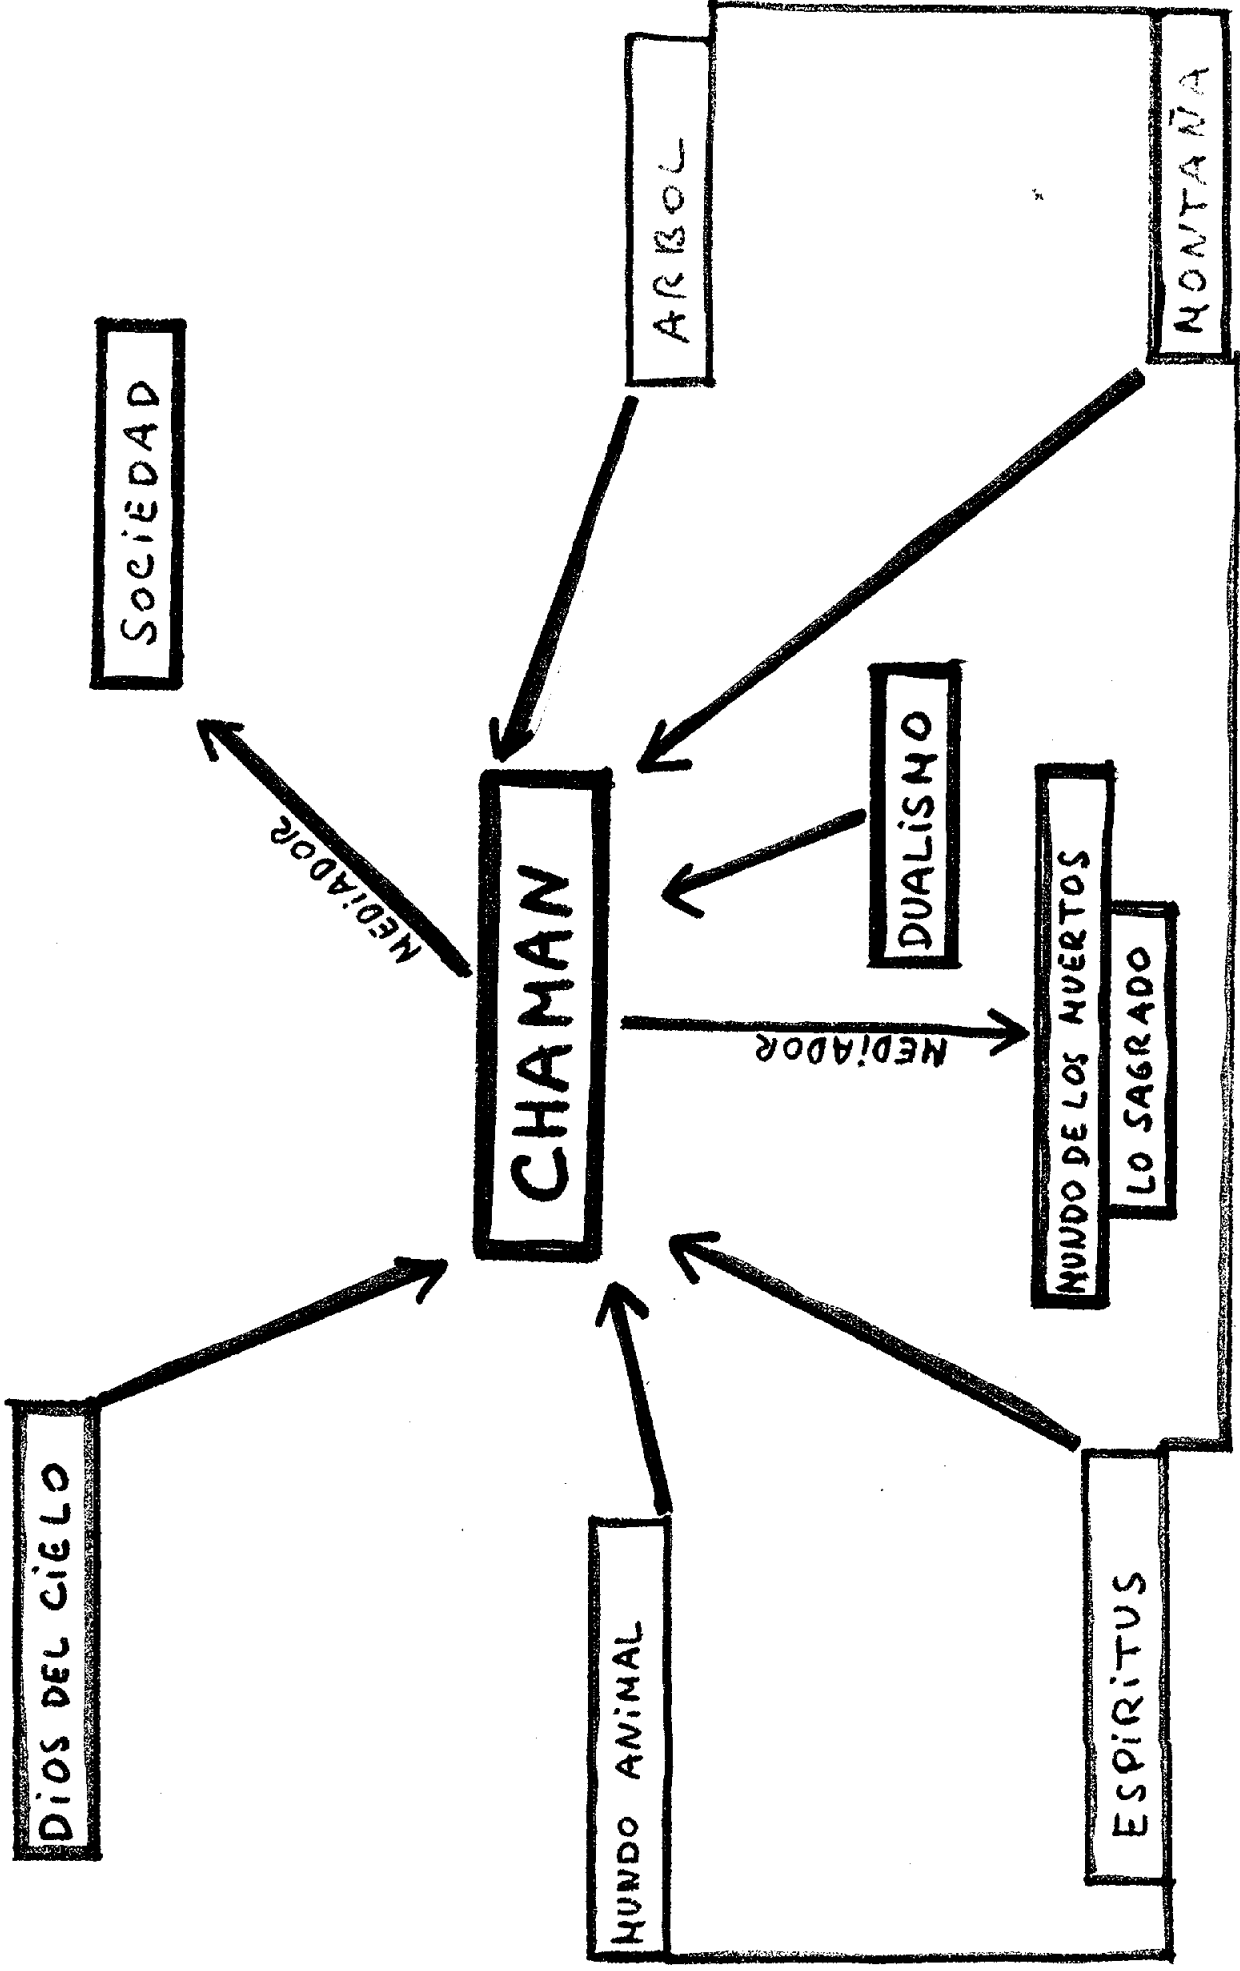 DiOS DEL CiELO
SOCiEDAD
MEDiADOR
CHAMAN
MUNDO ANiMAL
ARBOL
MEDiADOR
DUALiSMO
MUNDO DE LOS MUERTOS
LO SAGRADO
ESPiRiTUS
MONTAÑA